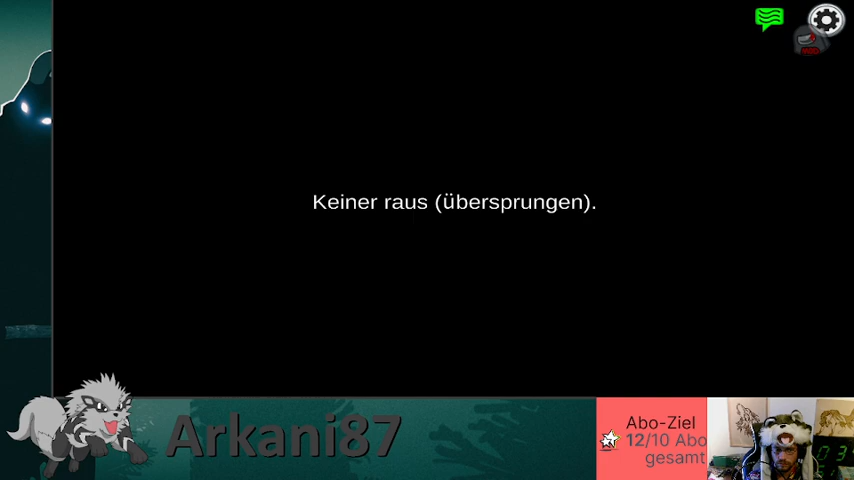 Keiner raus (übersprungen).
Arkani87
Abo-Ziel
12/10 Abo
gesamt